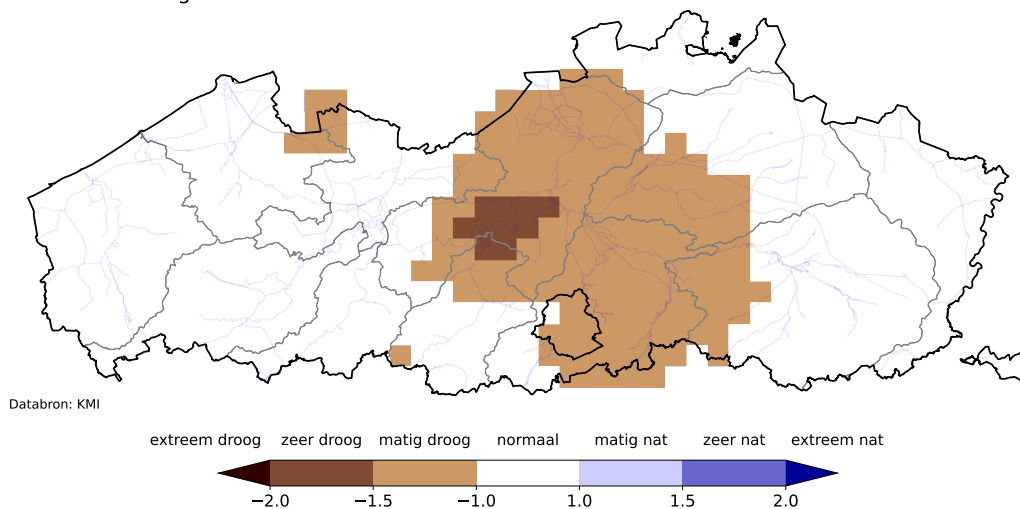 Databron: KMI
extreem droog zeer droog matig droog normaal matig nat zeer nat extreem nat
−2.0 −1.5 −1.0 1.0 1.5 2.0